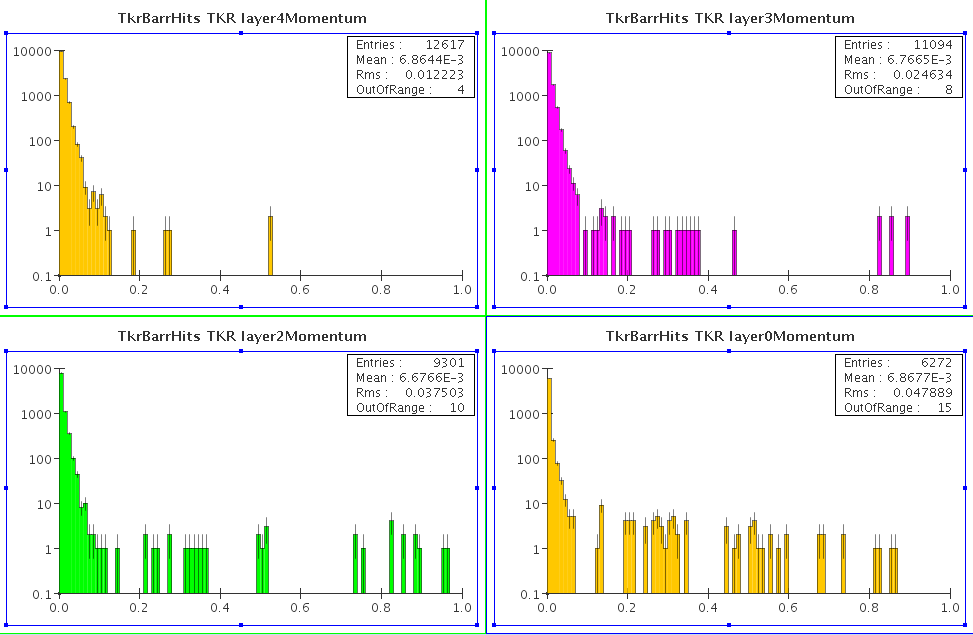 TkrBarrHits TKR layer4Momentum
Entries : 12617
Mean : 6.8644E-3
Rms : 0.012223
OutOfRange : 4
10000
1000
100
10
1
0.1
0.0 0.2 0.4 0.6 0.8 1.0
TkrBarrHits TKR layer3Momentum
Entries : 11094
Mean : 6.7665E-3
Rms : 0.024634
OutOfRange : 8
10000
1000
100
10
1
0.1
0.0 0.2 0.4 0.6 0.8 1.0
TkrBarrHits TKR layer2Momentum
Entries : 9301
Mean : 6.6766E-3
Rms : 0.037503
OutOfRange : 10
10000
1000
100
10
1
0.1
0.0 0.2 0.4 0.6 0.8 1.0
TkrBarrHits TKR layer0Momentum
Entries : 6272
Mean : 6.8677E-3
Rms : 0.047889
OutOfRange : 15
10000
1000
100
10
1
0.1
0.0 0.2 0.4 0.6 0.8 1.0